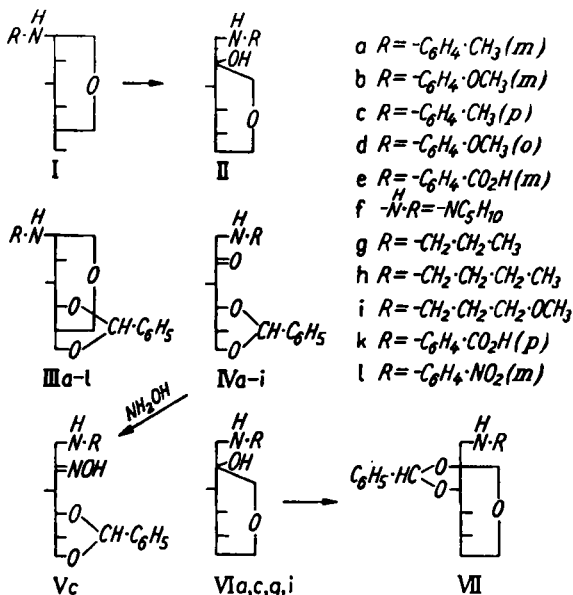 H
R·N
O
I
H
N·R
OH
O
II
H
R·N
O
O
CH·C6H5
O
IIIa-l
H
N·R
O
O
CH·C6H5
O
IVa-i
NH2OH
H
N·R
NOH
O
CH·C6H5
O
Vc
H
N·R
OH
O
VIa,c,g,i
H
N·R
C6H5·HC
O
O
O
VII
a R=-C6H4·CH3(m)
b R=-C6H4·OCH3(m)
c R=-C6H4·CH3(p)
d R=-C6H4·OCH3(o)
e R=-C6H4·CO2H(m)
H
f -N·R=-NC5H10
g R=-CH2·CH2·CH3
h R=-CH2·CH2·CH2·CH3
i R=-CH2·CH2·CH2·OCH3
k R=-C6H4·CO2H(p)
l R=-C6H4·NO2(m)